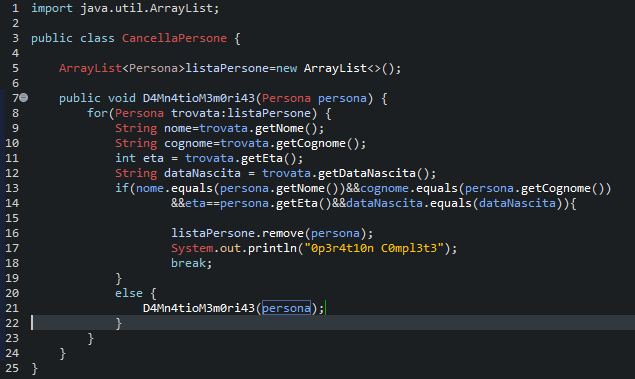 1 import java.util.ArrayList;
2
3 public class CancellaPersone {
4
5 ArrayList<Persona>listaPersone=new ArrayList<>();
6
7 public void D4Mn4tioM3m0ri43(Persona persona) {
8 for(Persona trovata:listaPersone) {
9 String nome=trovata.getNome();
10 String cognome=trovata.getCognome();
11 int eta = trovata.getEta();
12 String dataNascita = trovata.getDataNascita();
13 if(nome.equals(persona.getNome())&&cognome.equals(persona.getCognome())
14 &&eta==persona.getEta()&&dataNascita.equals(dataNascita)){
15
16 listaPersone.remove(persona);
17 System.out.println("0p3r4t10n C0mpl3t3");
18 break;
19 }
20 else {
21 D4Mn4tioM3m0ri43(persona);
22 }
23 }
24 }
25 }